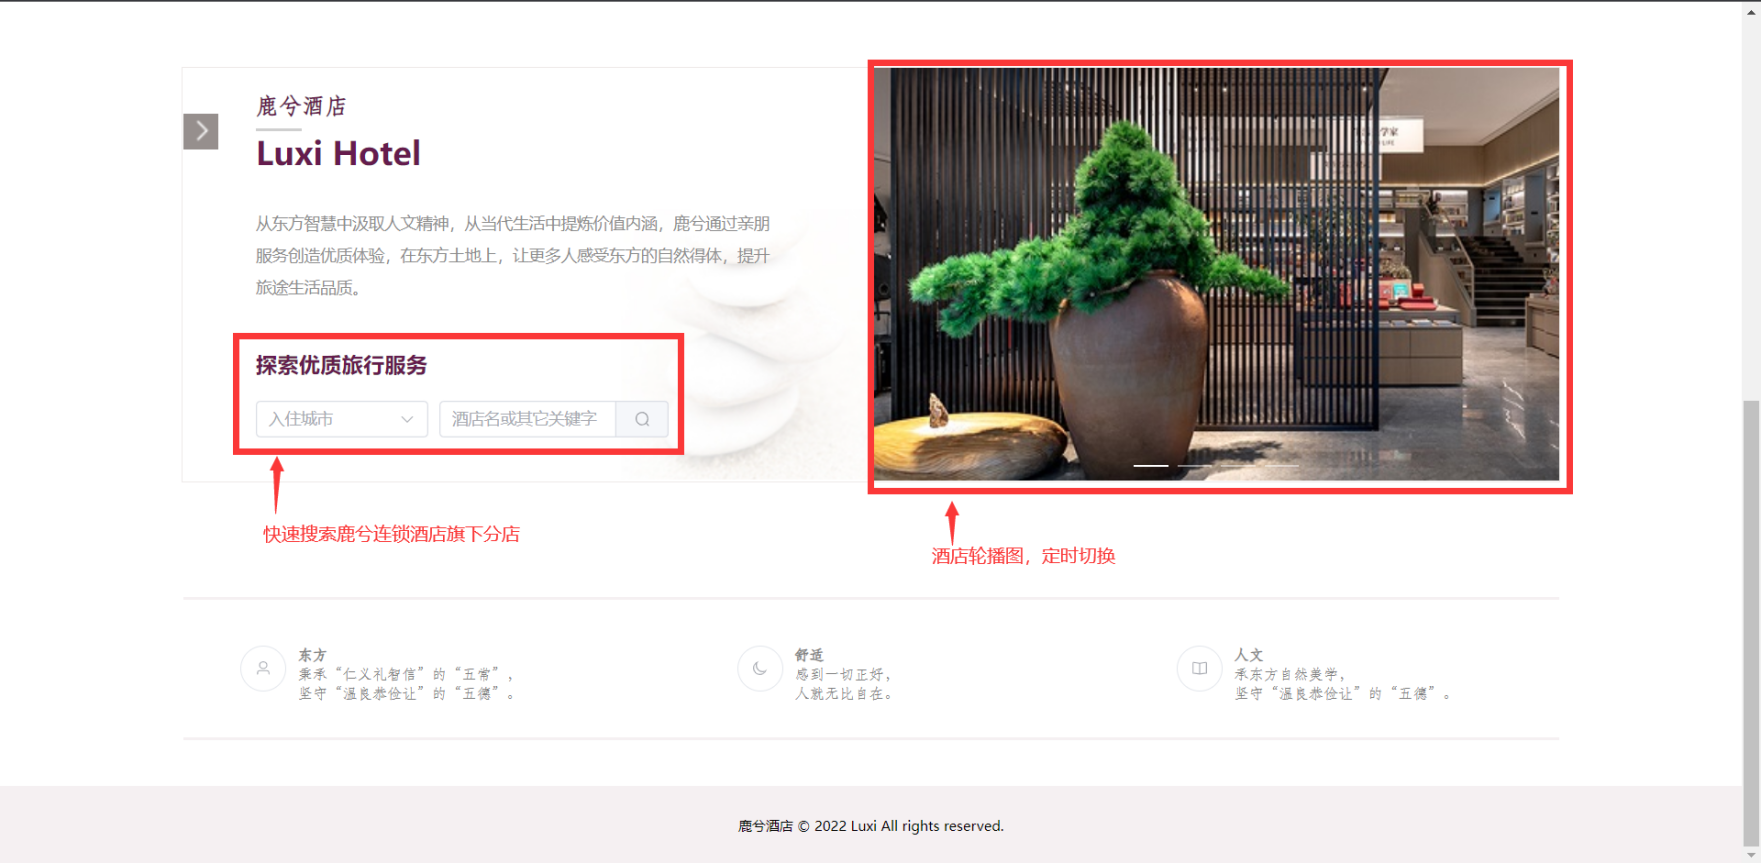 鹿兮酒店
Luxi Hotel
从东方智慧中汲取人文精神，从当代生活中提炼价值内涵，鹿兮通过亲朋
服务创造优质体验，在东方土地上，让更多人感受东方的自然得体，提升
旅途生活品质。
探索优质旅行服务
入住城市
酒店名或其它关键字
快速搜索鹿兮连锁酒店旗下分店
酒店轮播图，定时切换
东方
秉承“仁义礼智信”的“五常”，
坚守“温良恭俭让”的“五德”。
舒适
感到一切正好，
人就无比自在。
人文
承东方自然美学，
坚守“温良恭俭让”的“五德”。
鹿兮酒店 © 2022 Luxi All rights reserved.